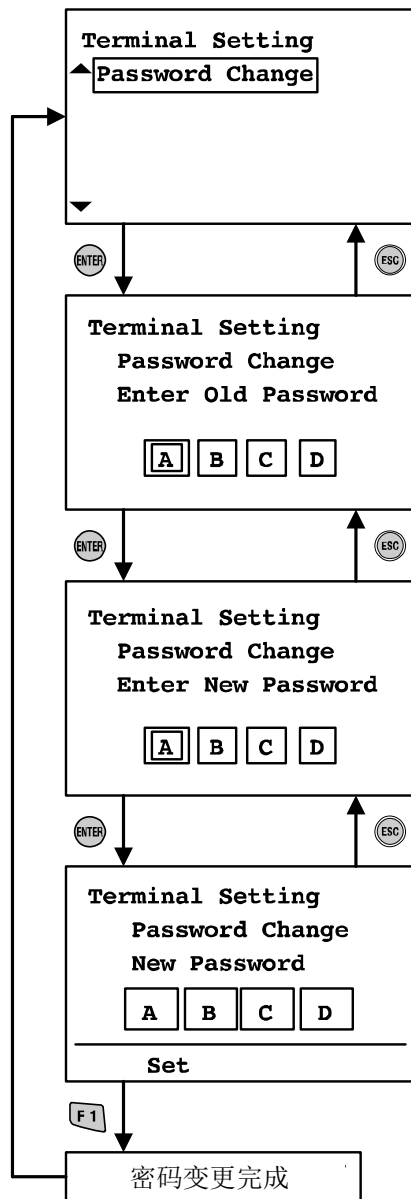 Terminal Setting
Password Change
ENTER
ESC
Terminal Setting
Password Change
Enter Old Password
A B C D
ENTER
ESC
Terminal Setting
Password Change
Enter New Password
A B C D
ENTER
ESC
Terminal Setting
Password Change
New Password
A B C D
Set
F1
密码变更完成